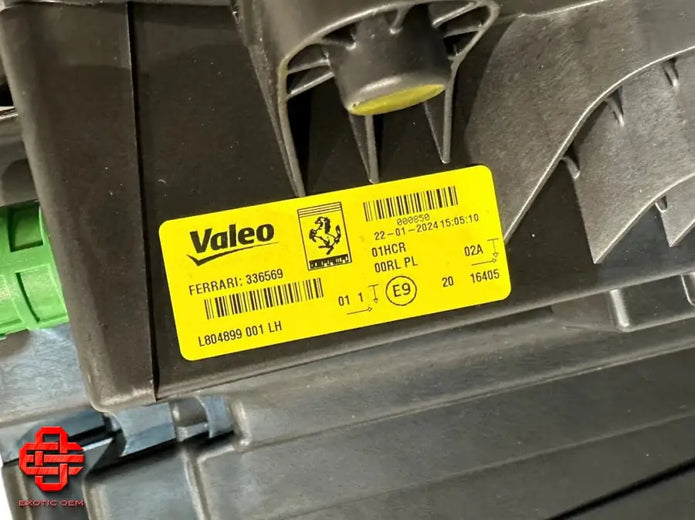 Valeo
000850
22-01-2024 15:05:10
FERRARI: 336569
01HCR
02A
00RL PL
L804899 001 LH
01 1
E9
20
16405
EXOTIC OEM